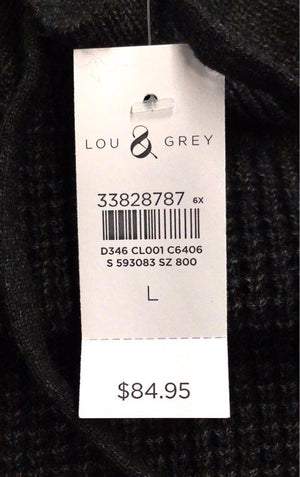 LOU & GREY
33828787 6X
D346 CL001 C6406
S 593083 SZ 800
L
$84.95